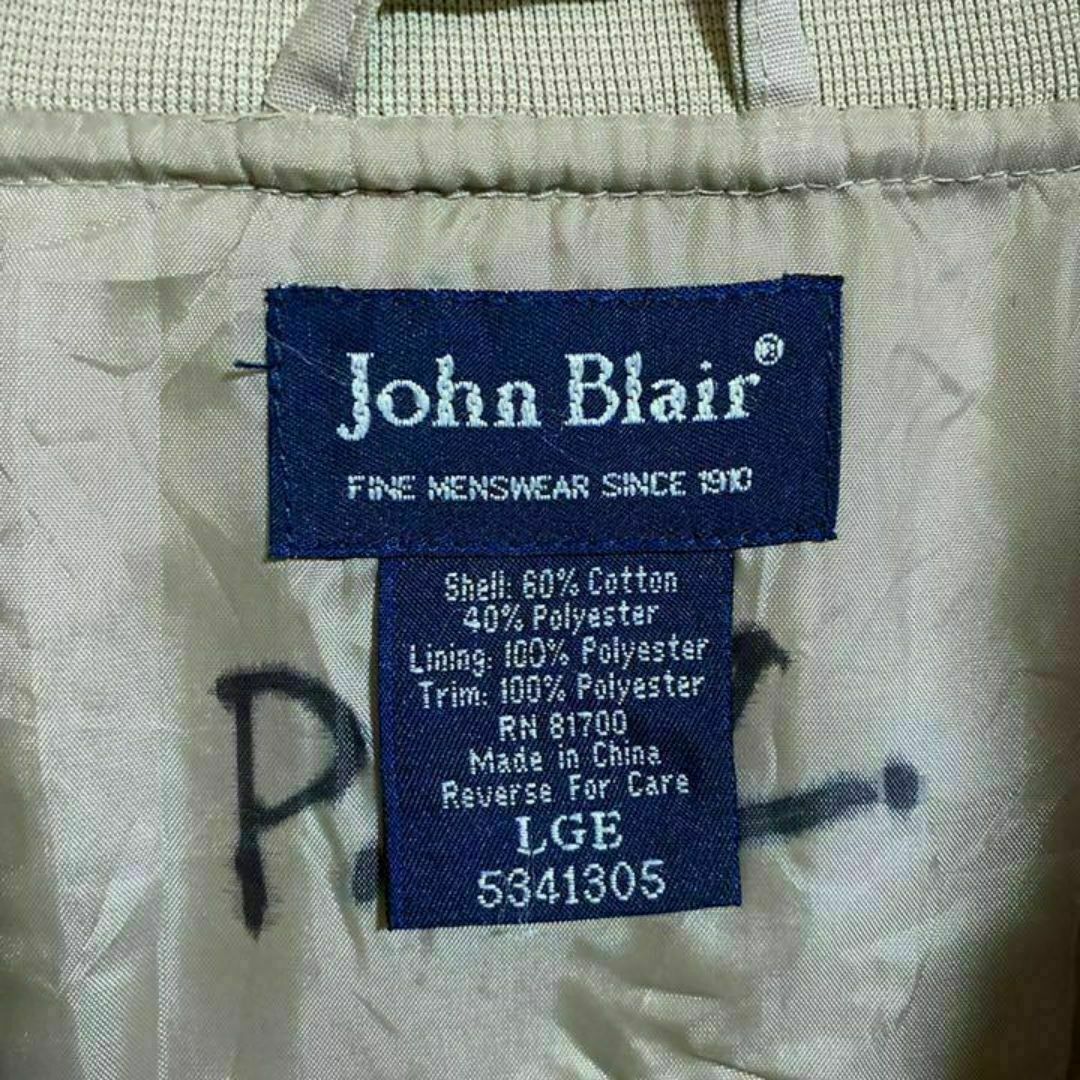 John Blair®
FINE MENSWEAR SINCE 1910
Shell: 60% Cotton
40% Polyester
Lining: 100% Polyester
Trim: 100% Polyester
RN 81700
Made in China
Reverse For Care
LGE
5341305
P.